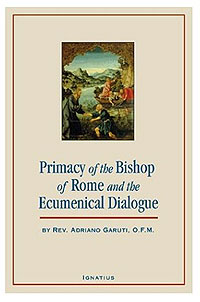 Primacy of the Bishop
of Rome and the
Ecumenical Dialogue
BY REV. ADRIANO GARUTI, O.F.M.
IGNATIUS